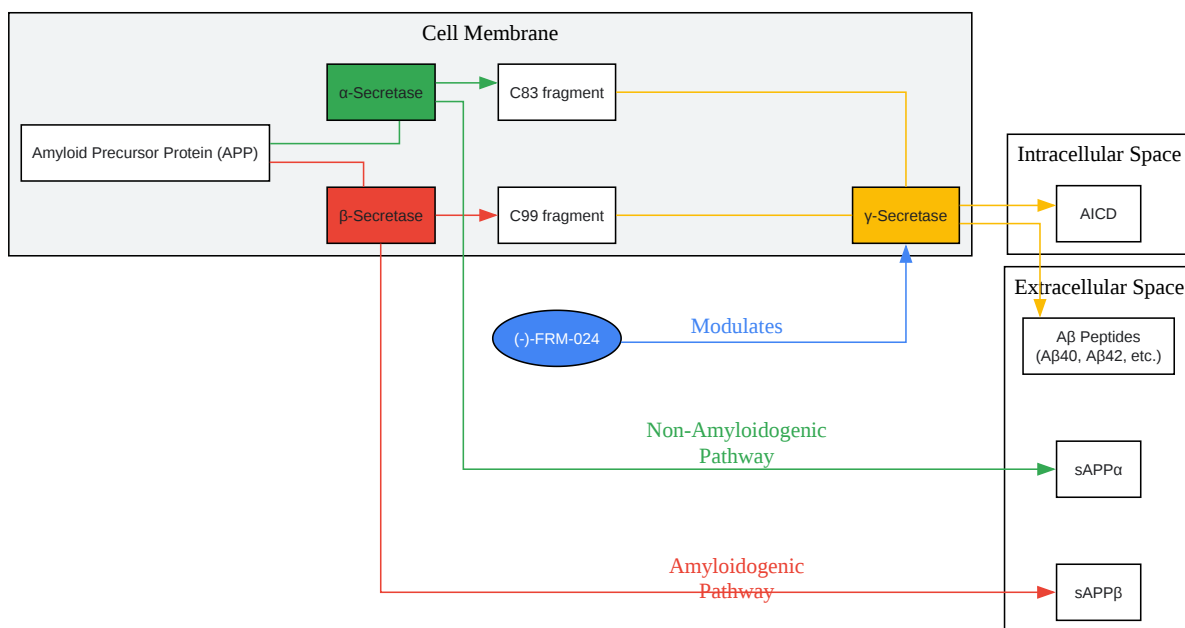 Cell Membrane
α-Secretase
C83 fragment
Amyloid Precursor Protein (APP)
Intracellular Space
β-Secretase
C99 fragment
γ-Secretase
AICD
Extracellular Space
(-)-FRM-024
Modulates
Aβ Peptides
(Aβ40, Aβ42, etc.)
Non-Amyloidogenic
Pathway
sAPPα
Amyloidogenic
Pathway
sAPPβ